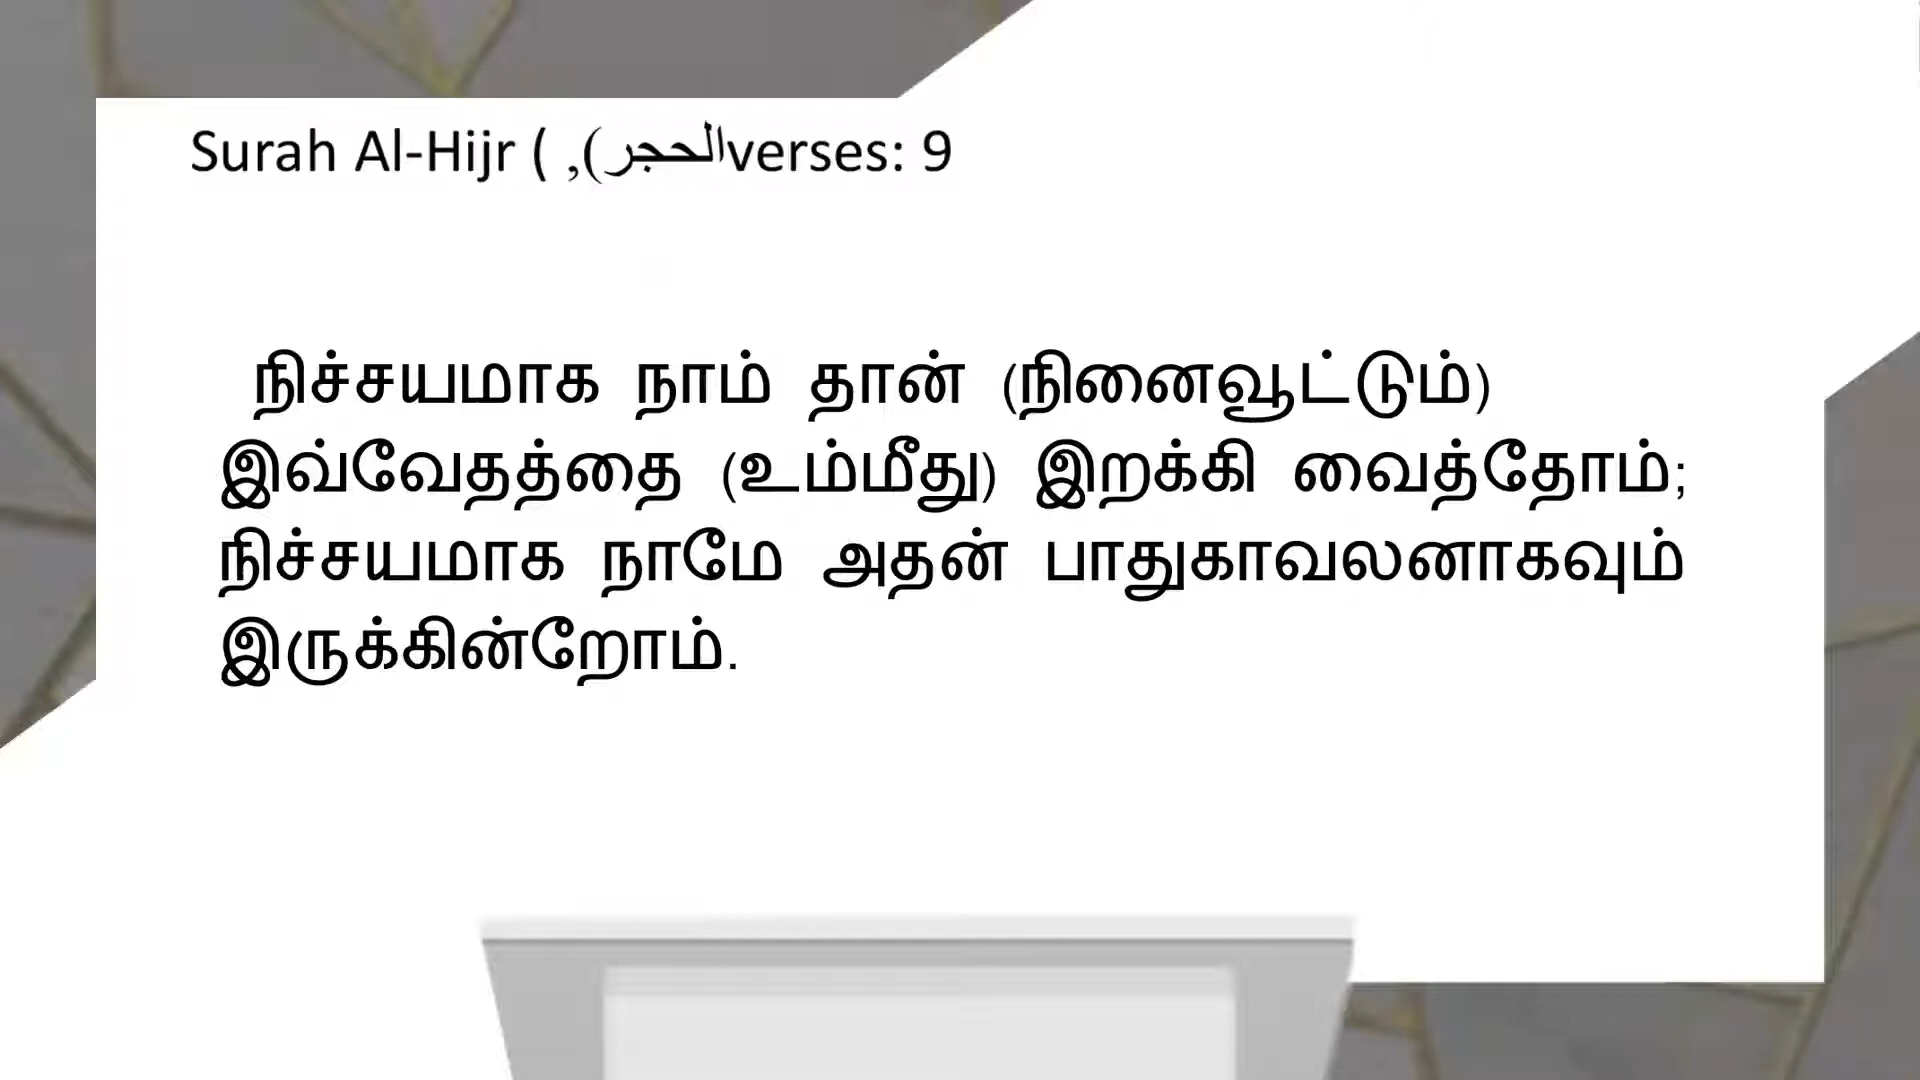 Surah Al-Hijr ( الحجر), verses: 9
நிச்சயமாக நாம் தான் (நினைவூட்டும்)
இவ்வேதத்தை (உம்மீது) இறக்கி வைத்தோம்;
நிச்சயமாக நாமே அதன் பாதுகாவலனாகவும்
இருக்கின்றோம்.